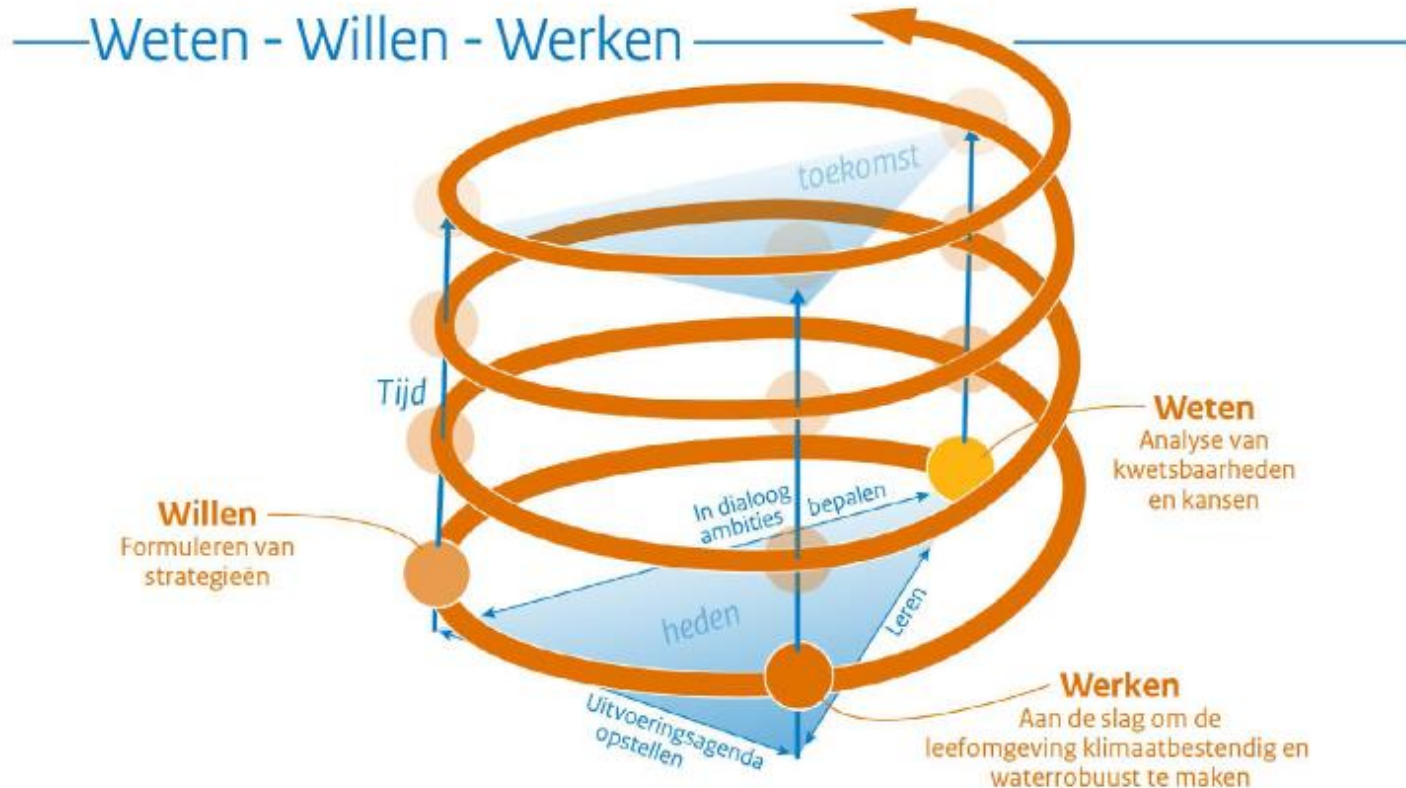 Weten - Willen - Werken
toekomst
Tijd
Weten
Analyse van
kwetsbaarheden
en kansen
In dialoog
ambities bepalen
Willen
Formuleren van
strategieën
heden
Leren
Uitvoeringsagenda
opstellen
Werken
Aan de slag om de
leefomgeving klimaatbestendig en
waterrobuust te maken